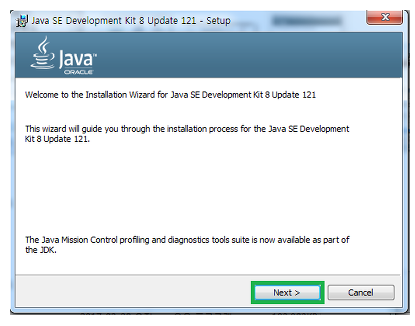 Java SE Development Kit 8 Update 121 - Setup
Java™
ORACLE
Welcome to the Installation Wizard for Java SE Development Kit 8 Update 121
This wizard will guide you through the installation process for the Java SE Development
Kit 8 Update 121.
The Java Mission Control profiling and diagnostics tools suite is now available as part of
the JDK.
Next >
Cancel